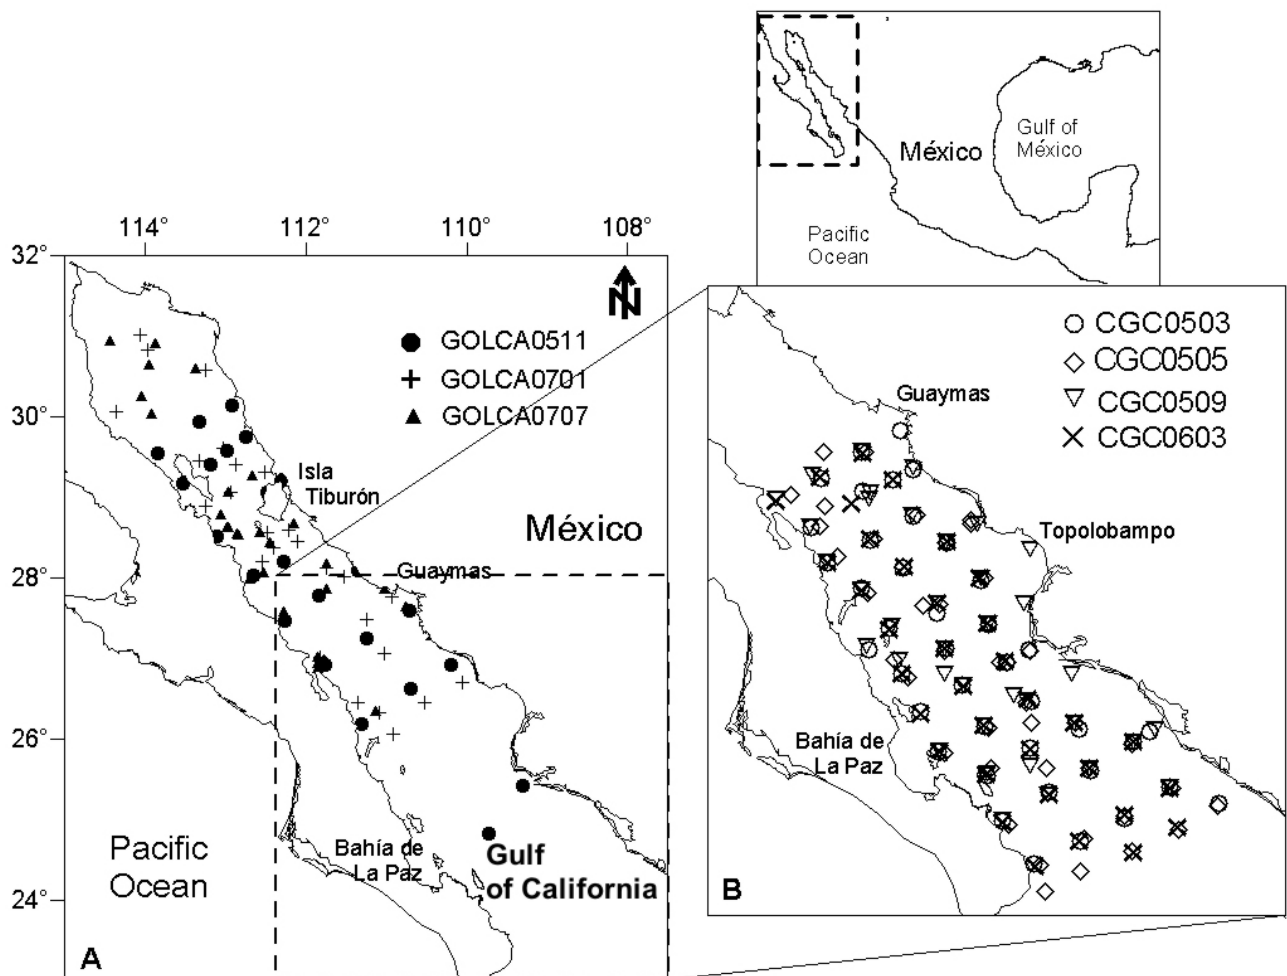 México
Gulf of
México
Pacific
Ocean
114°
112°
110°
108°
32°
30°
28°
26°
24°
N
GOLCA0511
GOLCA0701
GOLCA0707
Isla
Tiburón
México
Guaymas
Bahía de
La Paz
Gulf
of California
Pacific
Ocean
A
CGC0503
CGC0505
CGC0509
CGC0603
Guaymas
Topolobampo
Bahía de
La Paz
B